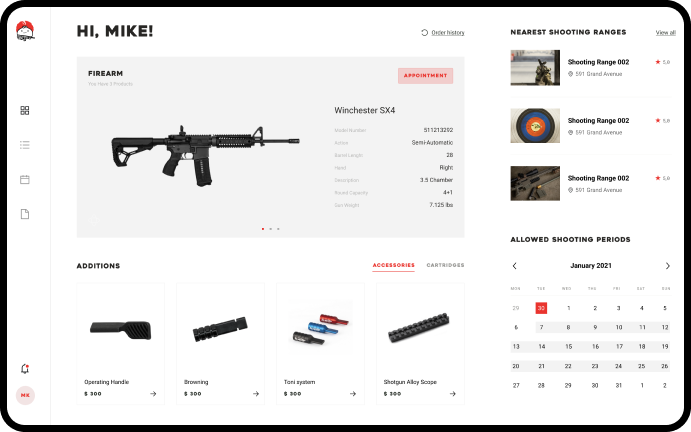 HI, MIKE!
Order history
FIREARM
You Have 3 Products
APPOINTMENT
Winchester SX4
Model Number 511213292
Action Semi-Automatic
Barrel Lenght 28
Hand Right
Description 3.5 Chamber
Round Capacity 4+1
Gun Weight 7.125 lbs
ADDITIONS
ACCESSORIES CARTRIDGES
Operating Handle
$ 300
Browening
$ 300
Toni system
$ 300
Shotgun Alloy Scope
$ 300
MK
NEAREST SHOOTING RANGES
View all
Shooting Range 002
5,0
591 Grand Avenue
Shooting Range 002
5,0
591 Grand Avenue
Shooting Range 002
5,0
591 Grand Avenue
ALLOWED SHOOTING PERIODS
January 2021
MON TUE WED THU FRI SAT SUN
29 30 1 2 3 4 5
6 7 8 9 10 11 12
13 14 15 16 17 18 19
20 21 22 23 24 25 26
27 28 29 30 31 1 2